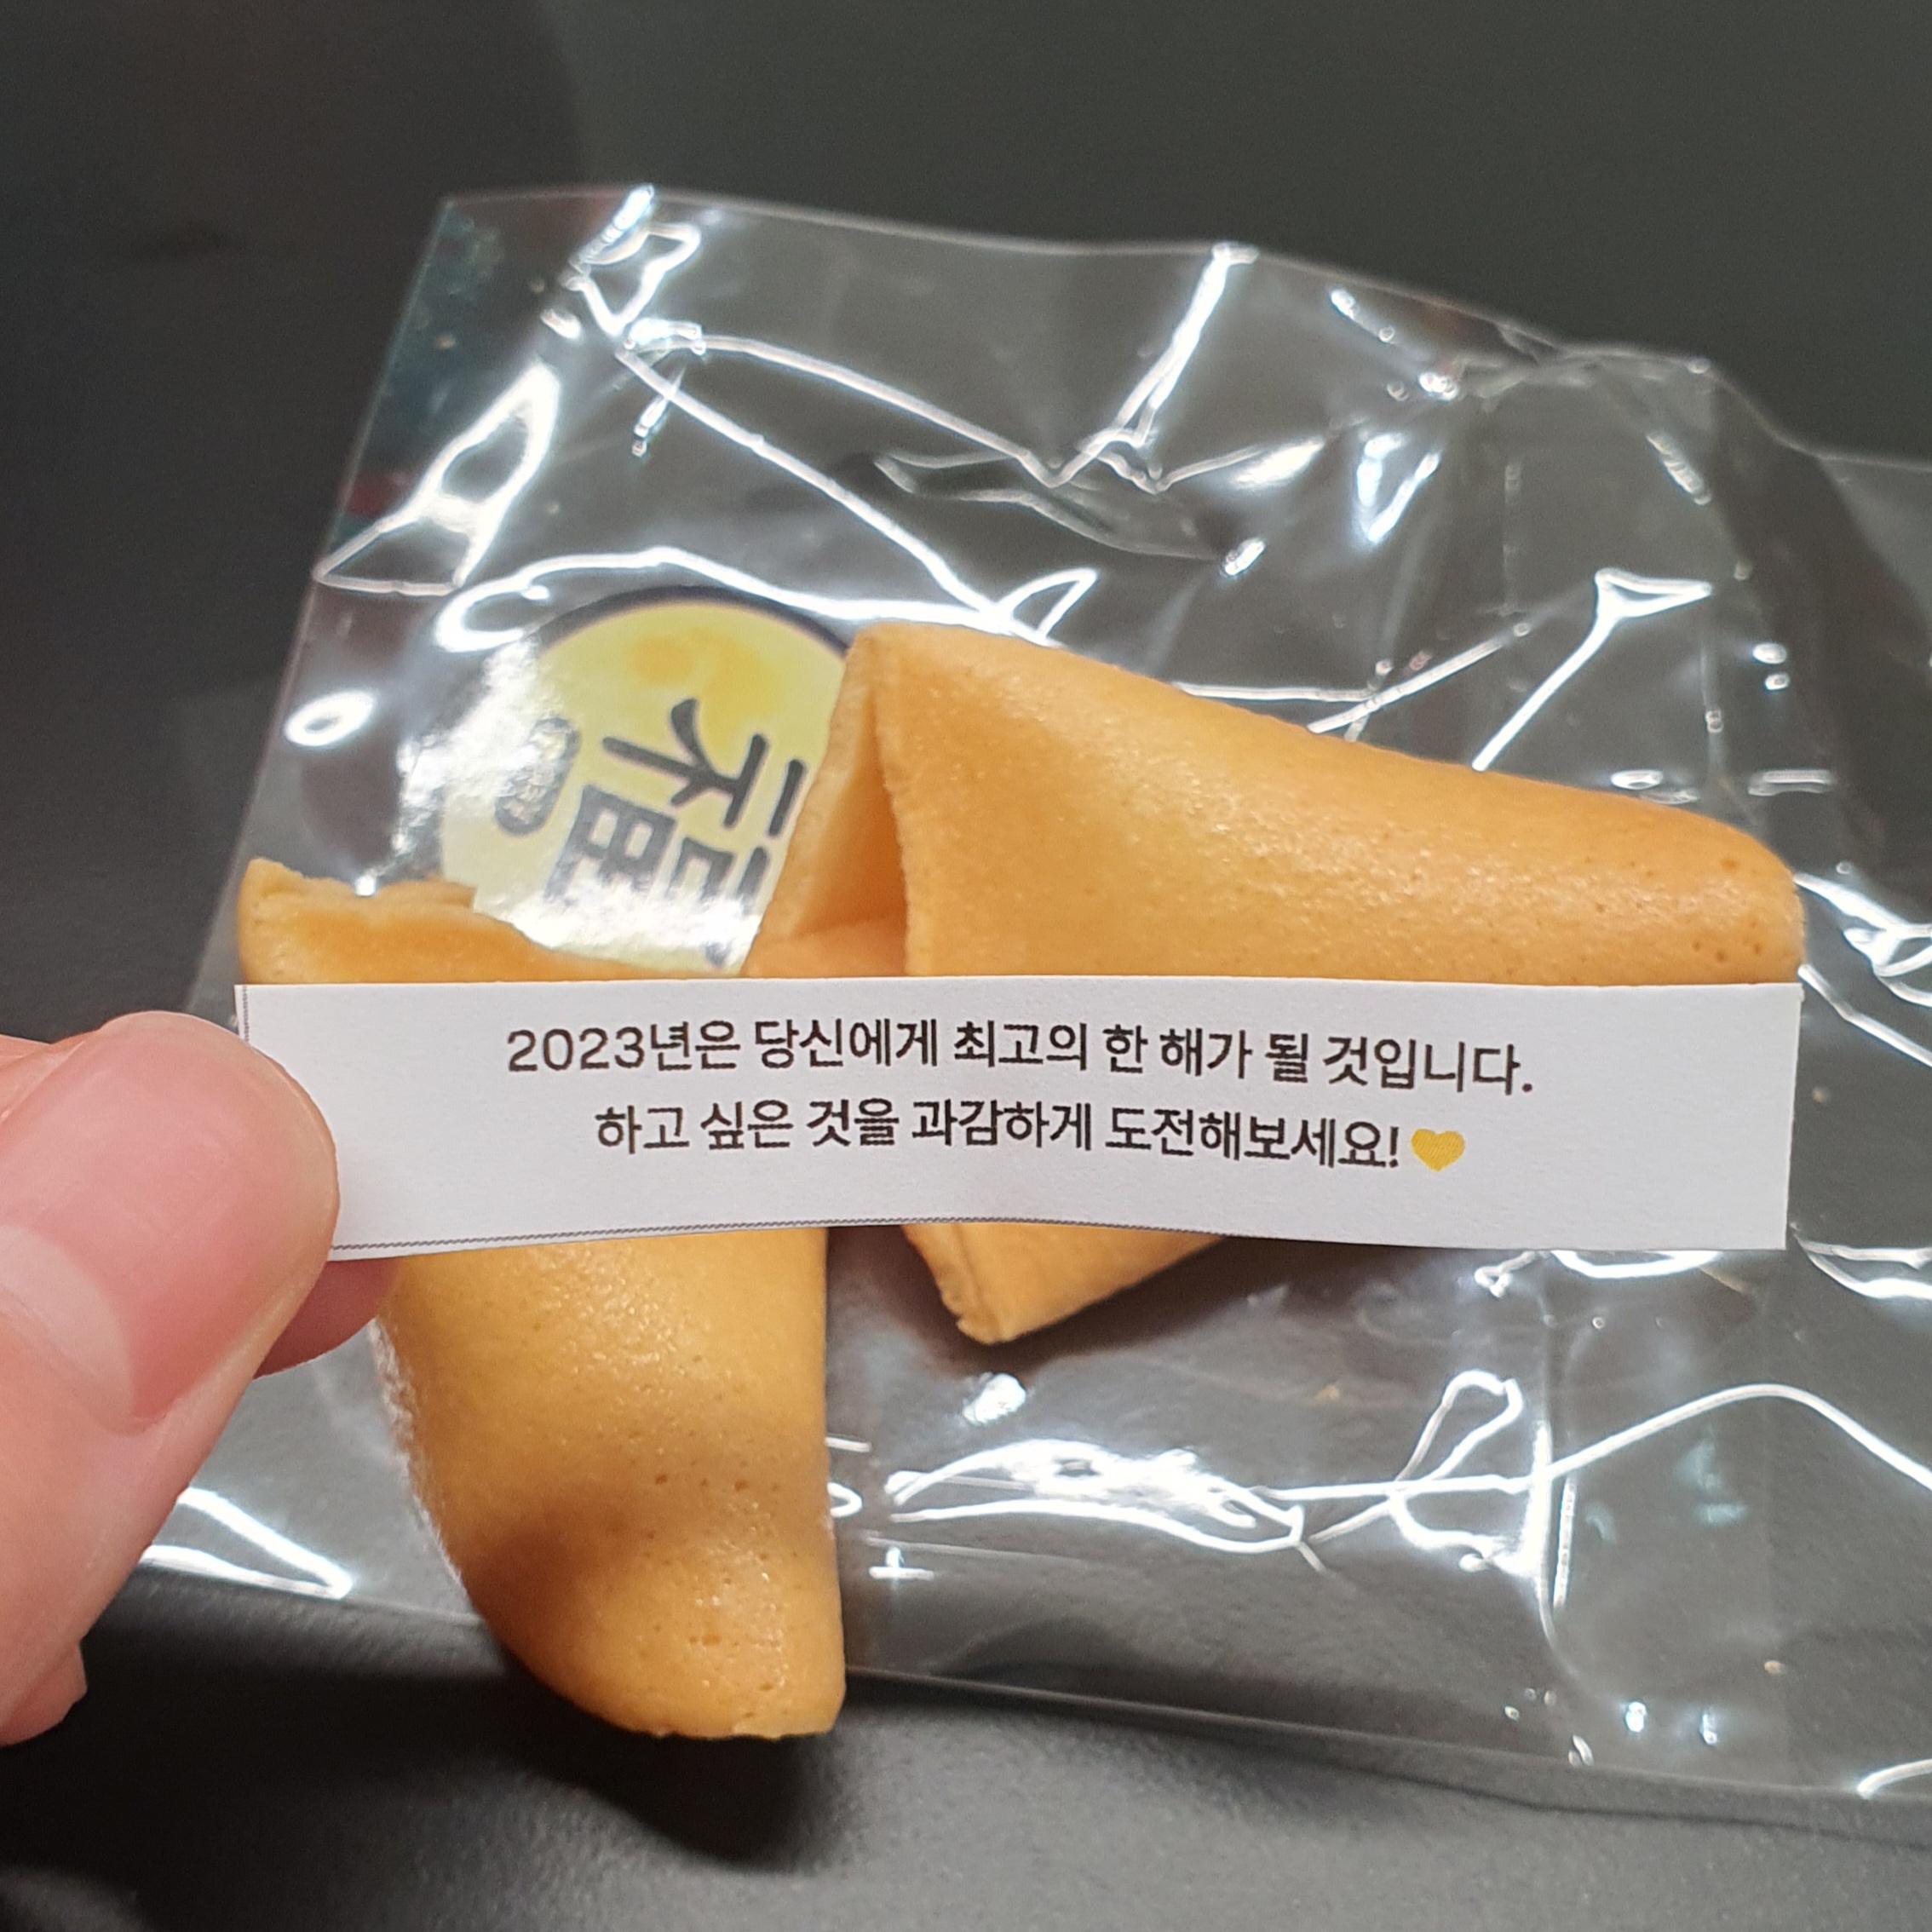 福
2023년은 당신에게 최고의 한 해가 될 것입니다.
하고 싶은 것을 과감하게 도전해보세요!💛